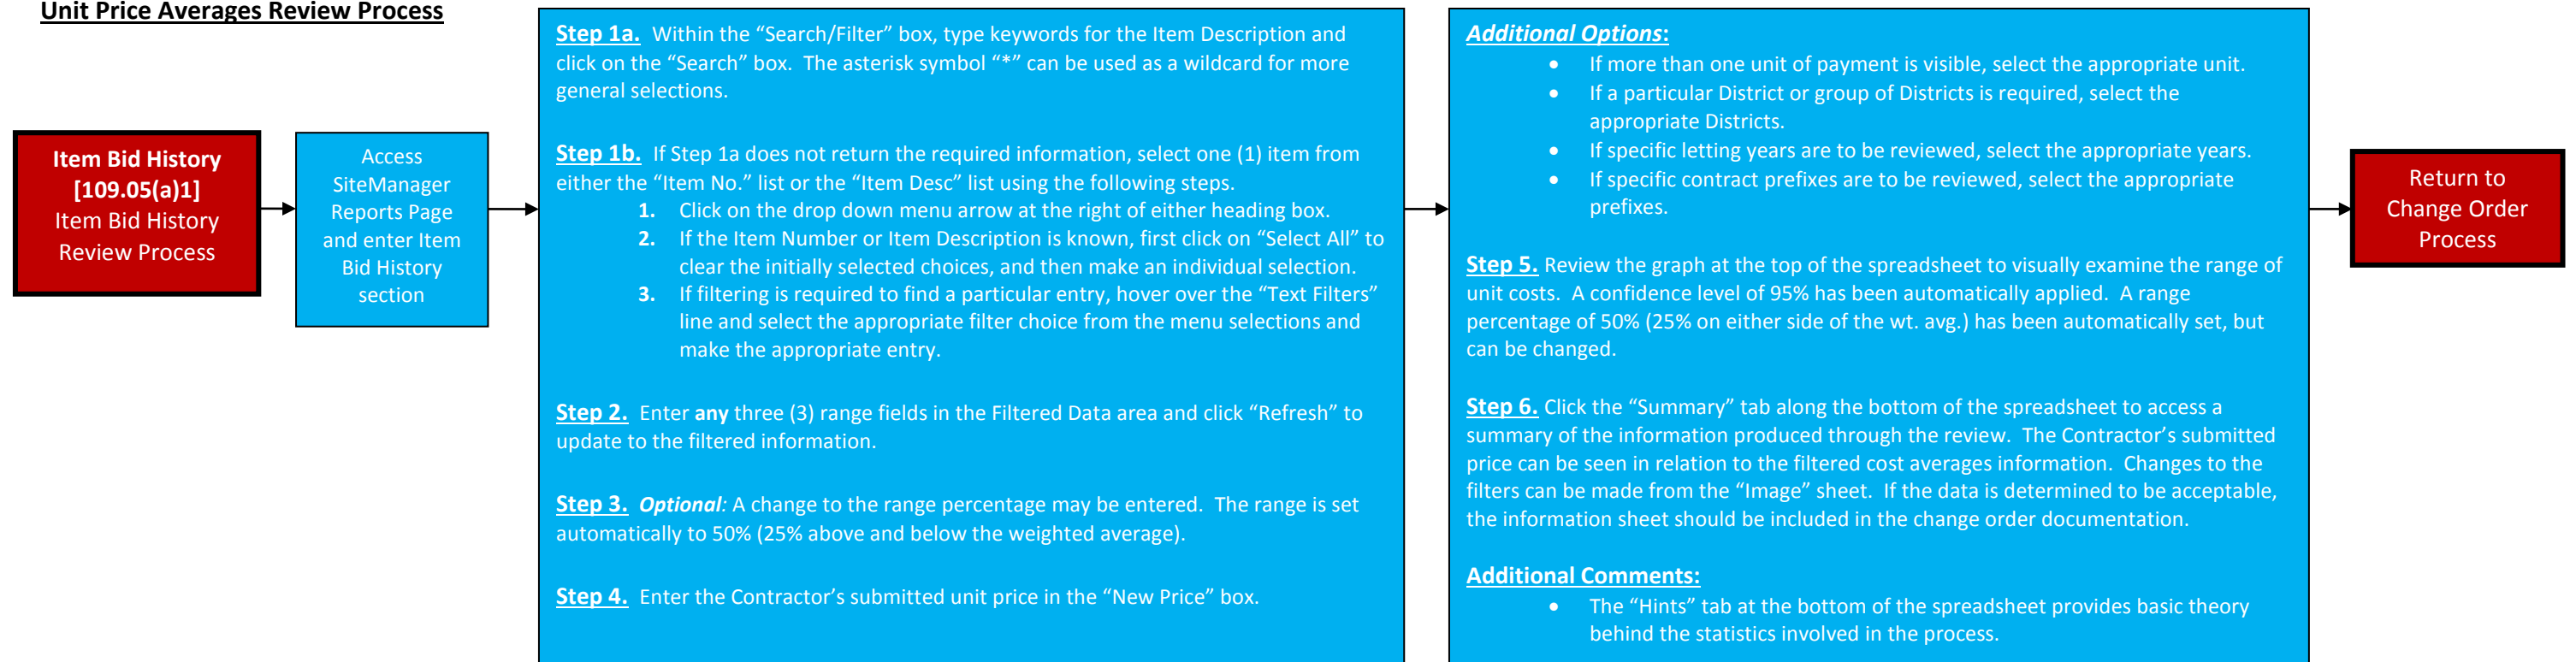 Unit Price Averages Review Process
Item Bid History
[109.05(a)1]
Item Bid History
Review Process
Access
SiteManager
Reports Page
and enter Item
Bid History
section
Step 1a. Within the “Search/Filter” box, type keywords for the Item Description and
click on the “Search” box. The asterisk symbol “*” can be used as a wildcard for more
general selections.
Step 1b. If Step 1a does not return the required information, select one (1) item from
either the “Item No.” list or the “Item Desc” list using the following steps.
1. Click on the drop down menu arrow at the right of either heading box.
2. If the Item Number or Item Description is known, first click on “Select All” to
clear the initially selected choices, and then make an individual selection.
3. If filtering is required to find a particular entry, hover over the “Text Filters”
line and select the appropriate filter choice from the menu selections and
make the appropriate entry.
Step 2. Enter any three (3) range fields in the Filtered Data area and click “Refresh” to
update to the filtered information.
Step 3. Optional: A change to the range percentage may be entered. The range is set
automatically to 50% (25% above and below the weighted average).
Step 4. Enter the Contractor’s submitted unit price in the “New Price” box.
Additional Options:
• If more than one unit of payment is visible, select the appropriate unit.
• If a particular District or group of Districts is required, select the
appropriate Districts.
• If specific letting years are to be reviewed, select the appropriate years.
• If specific contract prefixes are to be reviewed, select the appropriate
prefixes.
Step 5. Review the graph at the top of the spreadsheet to visually examine the range of
unit costs. A confidence level of 95% has been automatically applied. A range
percentage of 50% (25% on either side of the wt. avg.) has been automatically set, but
can be changed.
Step 6. Click the “Summary” tab along the bottom of the spreadsheet to access a
summary of the information produced through the review. The Contractor’s submitted
price can be seen in relation to the filtered cost averages information. Changes to the
filters can be made from the “Image” sheet. If the data is determined to be acceptable,
the information sheet should be included in the change order documentation.
Additional Comments:
• The “Hints” tab at the bottom of the spreadsheet provides basic theory
behind the statistics involved in the process.
Return to
Change Order
Process